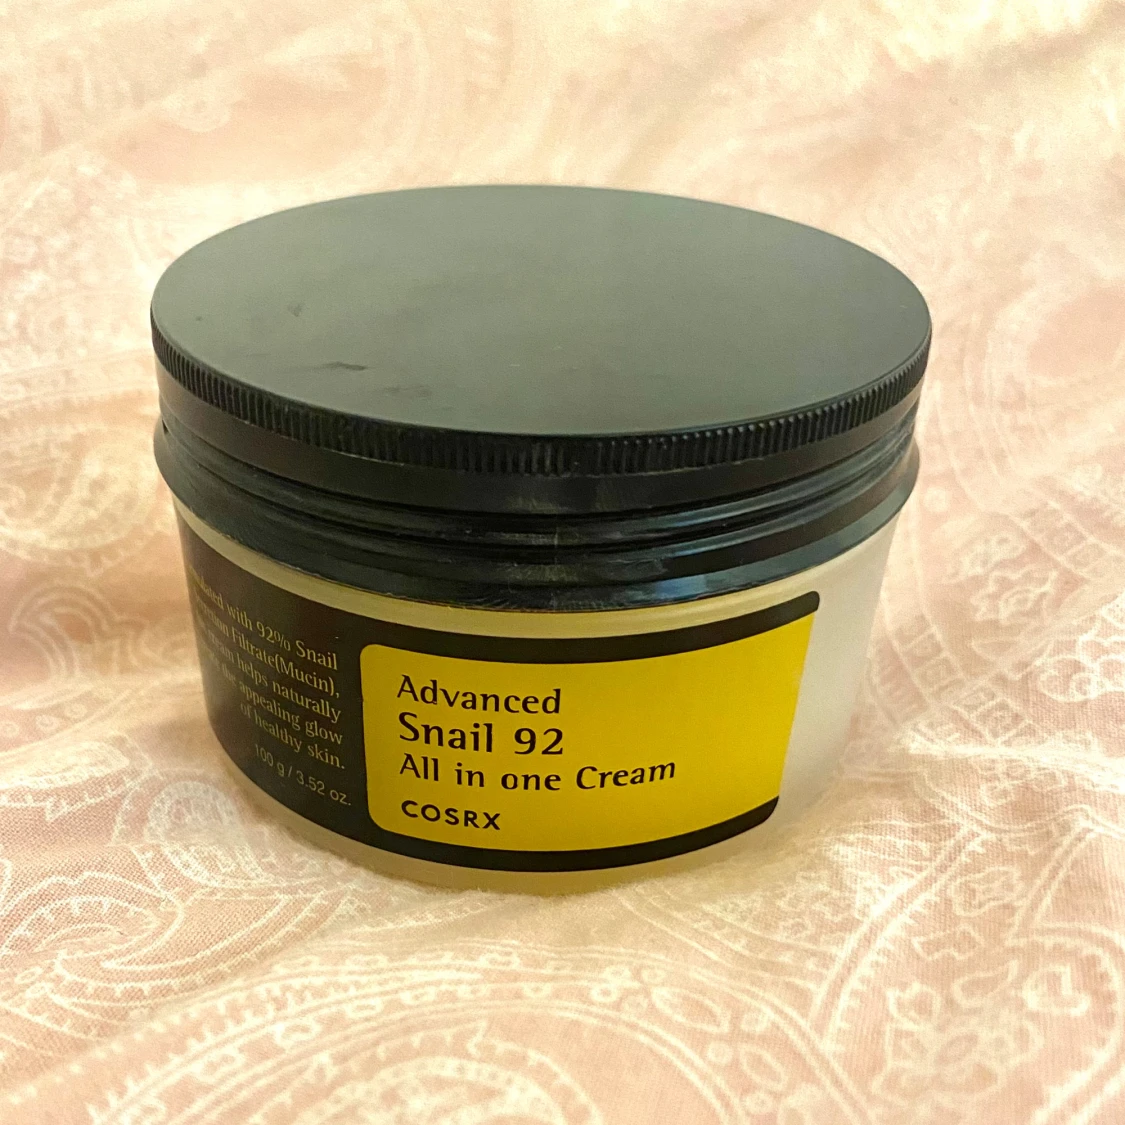 with 92% Snail
Filtrate(Mucin),
helps naturally
appealing glow
of healthy skin.
100 g / 3.52 oz.
Advanced
Snail 92
All in one Cream
COSRX